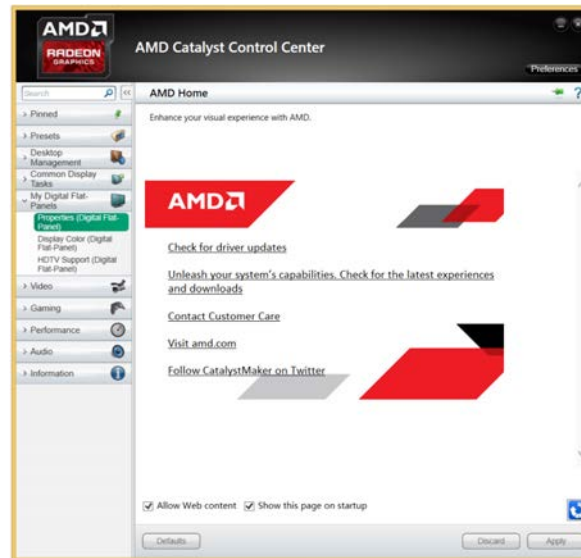 AMD
RADEON
GRAPHICS
AMD Catalyst Control Center
Preferences
Search
«
AMD Home
?
Pinned
Presets
Desktop
Management
Common Display
Tasks
My Digital Flat-
Panels
Properties (Digital Flat-
Panel)
Display Color (Digital
Flat-Panel)
HDTV Support (Digital
Flat-Panel)
Video
Gaming
Performance
Audio
Information
Enhance your visual experience with AMD.
AMD
Check for driver updates
Unleash your system's capabilities. Check for the latest experiences
and downloads
Contact Customer Care
Visit amd.com
Follow CatalystMaker on Twitter
Allow Web content Show this page on startup
Defaults Discard Apply